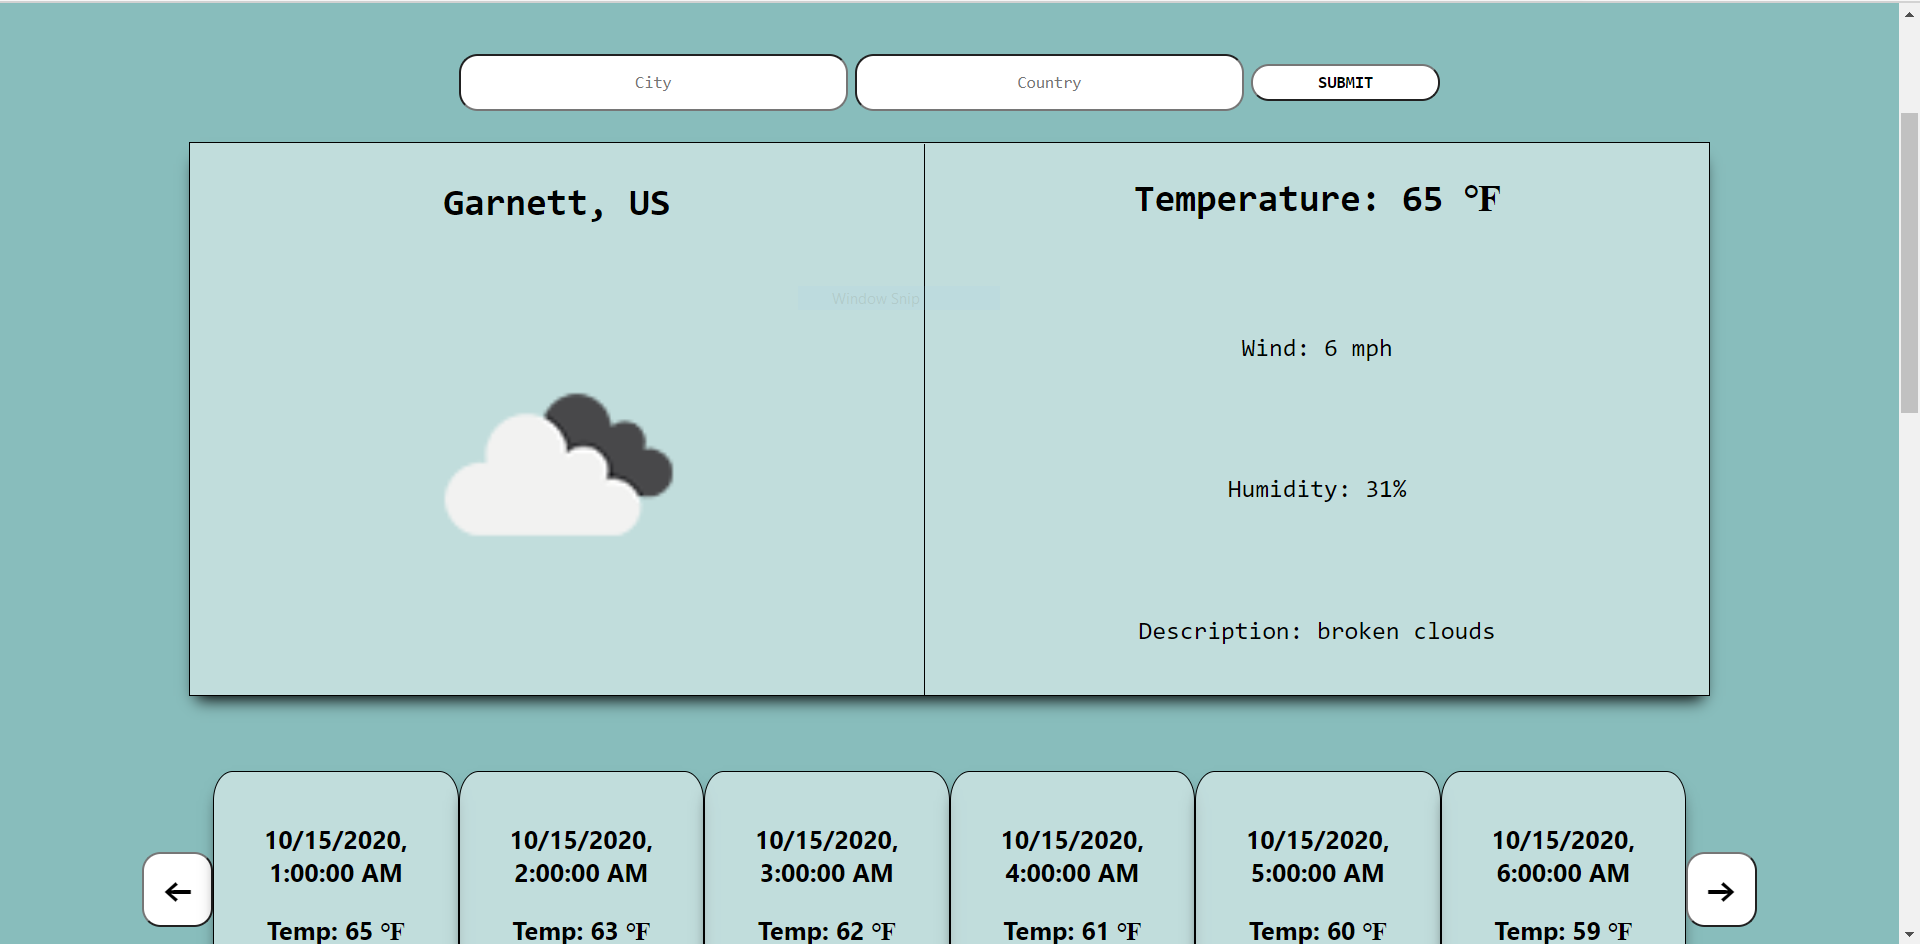 City
Country
SUBMIT
Garnett, US
Temperature: 65 °F
Window Snip
Wind: 6 mph
Humidity: 31%
Description: broken clouds
10/15/2020,
1:00:00 AM
Temp: 65 °F
10/15/2020,
2:00:00 AM
Temp: 63 °F
10/15/2020,
3:00:00 AM
Temp: 62 °F
10/15/2020,
4:00:00 AM
Temp: 61 °F
10/15/2020,
5:00:00 AM
Temp: 60 °F
10/15/2020,
6:00:00 AM
Temp: 59 °F